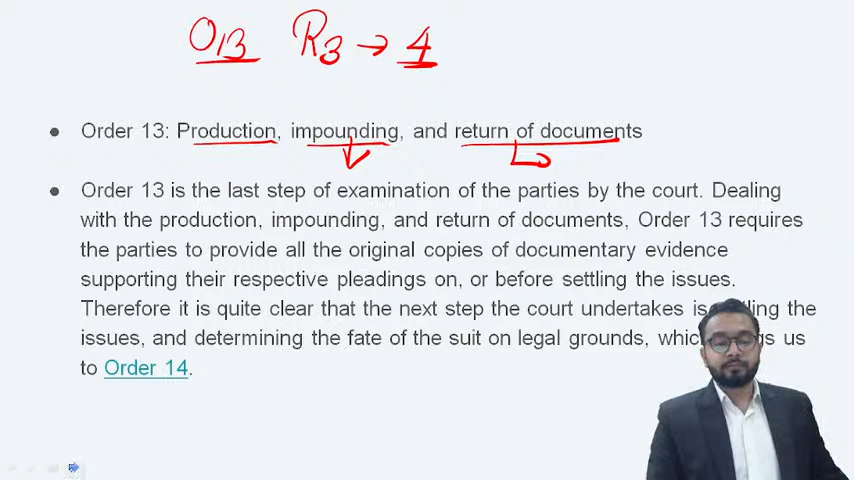 O13 R3 → 4
Order 13: Production, impounding, and return of documents
Order 13 is the last step of examination of the parties by the court. Dealing
with the production, impounding, and return of documents, Order 13 requires
the parties to provide all the original copies of documentary evidence
supporting their respective pleadings on, or before settling the issues.
Therefore it is quite clear that the next step the court undertakes is the
issues, and determining the fate of the suit on legal grounds, us
to Order 14.